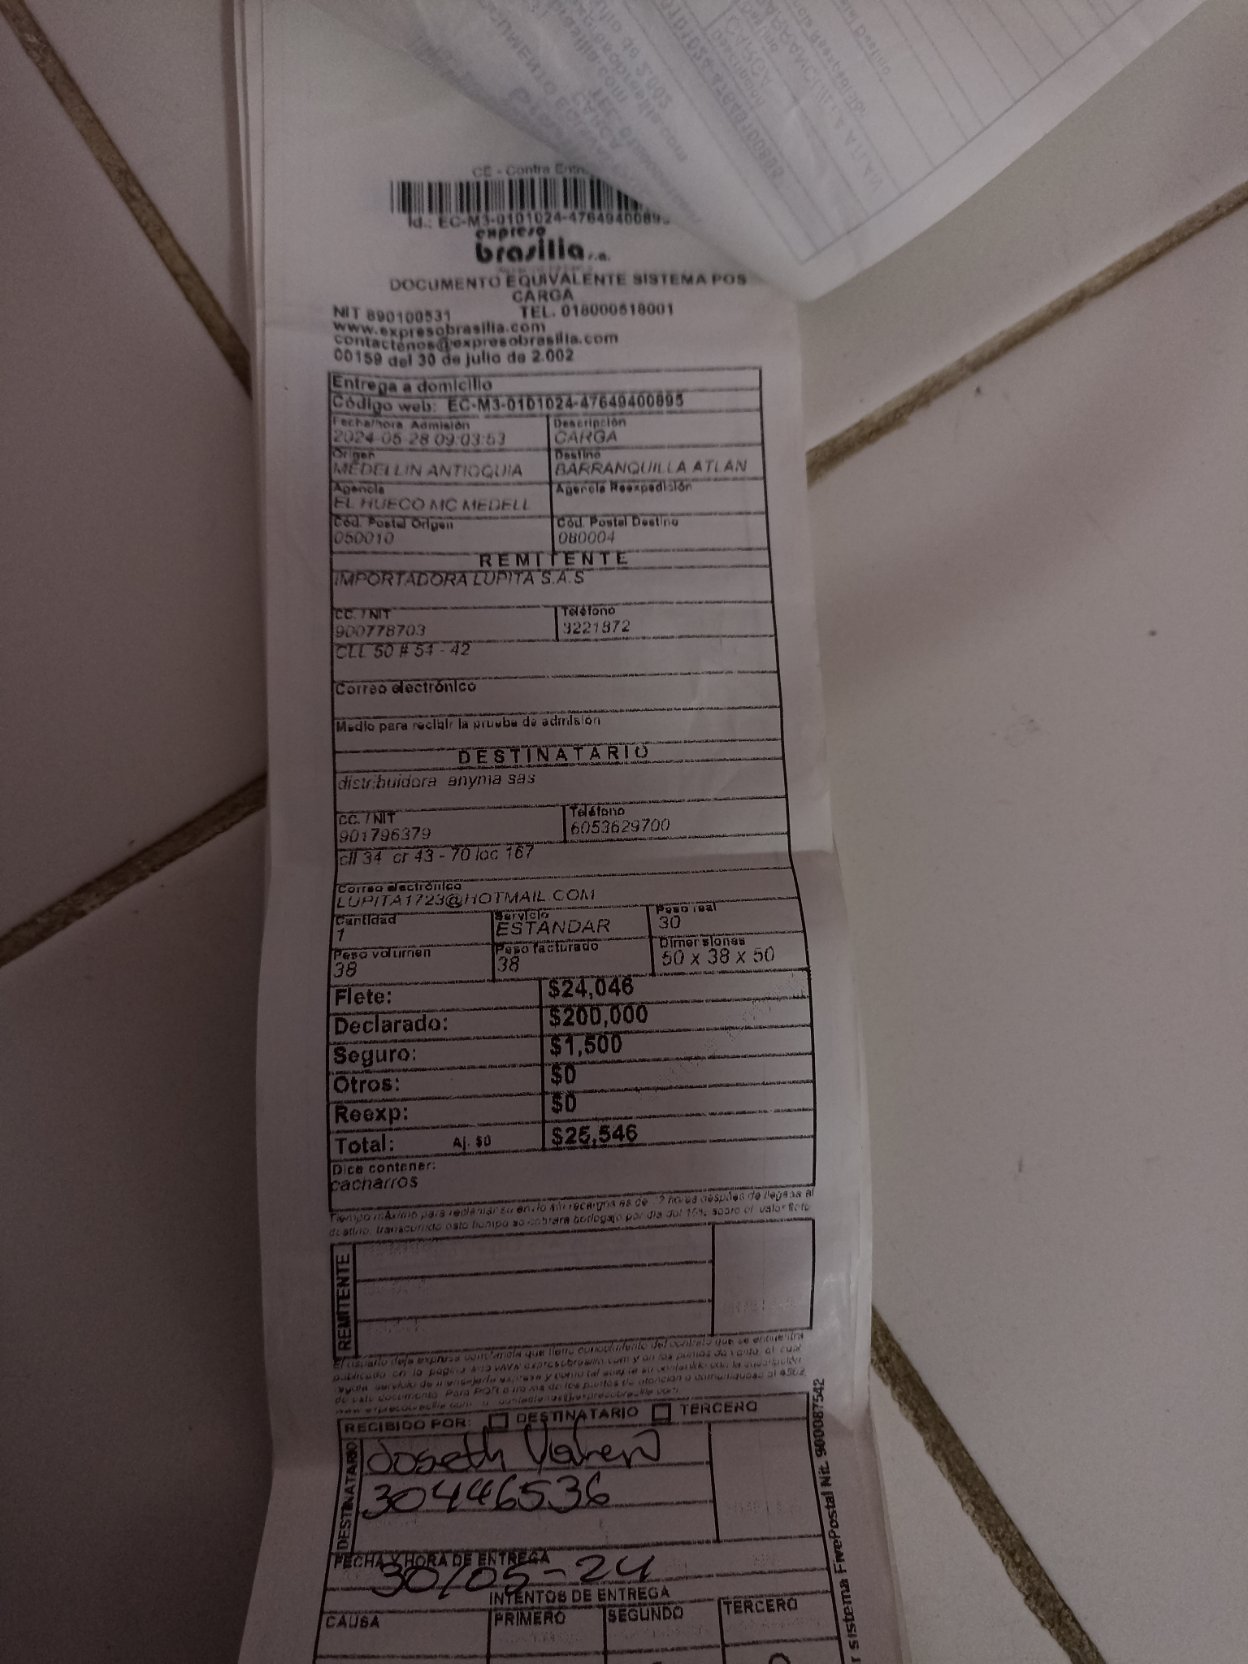 CE - Contra Entre
Id.: EC-M3-0101024-4764940089
expreso
brasilia s.a.
DOCUMENTO EQUIVALENTE SISTEMA POS
CARGA
NIT 890100531 TEL. 018000518001
www.expresobrasilia.com
contactenos@expresobrasilia.com
00159 del 30 de julio de 2.002
Entrega a domicilio
Código web: EC-M3-0101024-47649400895
Fecha/hora Admisión Descripción
2024-05-28 09:03:53 CARGA
Origen Destino
MEDELLIN ANTIOQUIA BARRANQUILLA ATLAN
Agencia Agencia Reexpedición
EL HUECO MC MEDELL
Cód. Postal Origen Cód. Postal Destino
050010 080004
REMITENTE
IMPORTADORA LUPITA S.A.S
CC. / NIT Teléfono
900778703 3221872
CLL 50 # 54 - 42
Correo electrónico
Medio para recibir la prueba de admisión
DESTINATARIO
distribuidora anyma sas
CC. / NIT Teléfono
901796379 6053629700
cll 34 cr 43 - 70 loc 167
Correo electrónico
LUPITA1723@HOTMAIL.COM
Cantidad Servicio Peso real
1 ESTANDAR 30
Peso volumen Peso facturado Dimensiones
38 38 50 x 38 x 50
Flete: $24,046
Declarado: $200,000
Seguro: $1,500
Otros: $0
Reexp: $0
Total: Aj. $0 $25,546
Dice contener:
cacharros
REMITENTE
RECIBIDO POR: DESTINATARIO TERCERO
DESTINATARIO
Joseth
30446536
FECHA Y HORA DE ENTREGA
30/05-24
INTENTOS DE ENTREGA
CAUSA PRIMERO SEGUNDO TERCERO
r sistema FivePostal Nit. 900087542